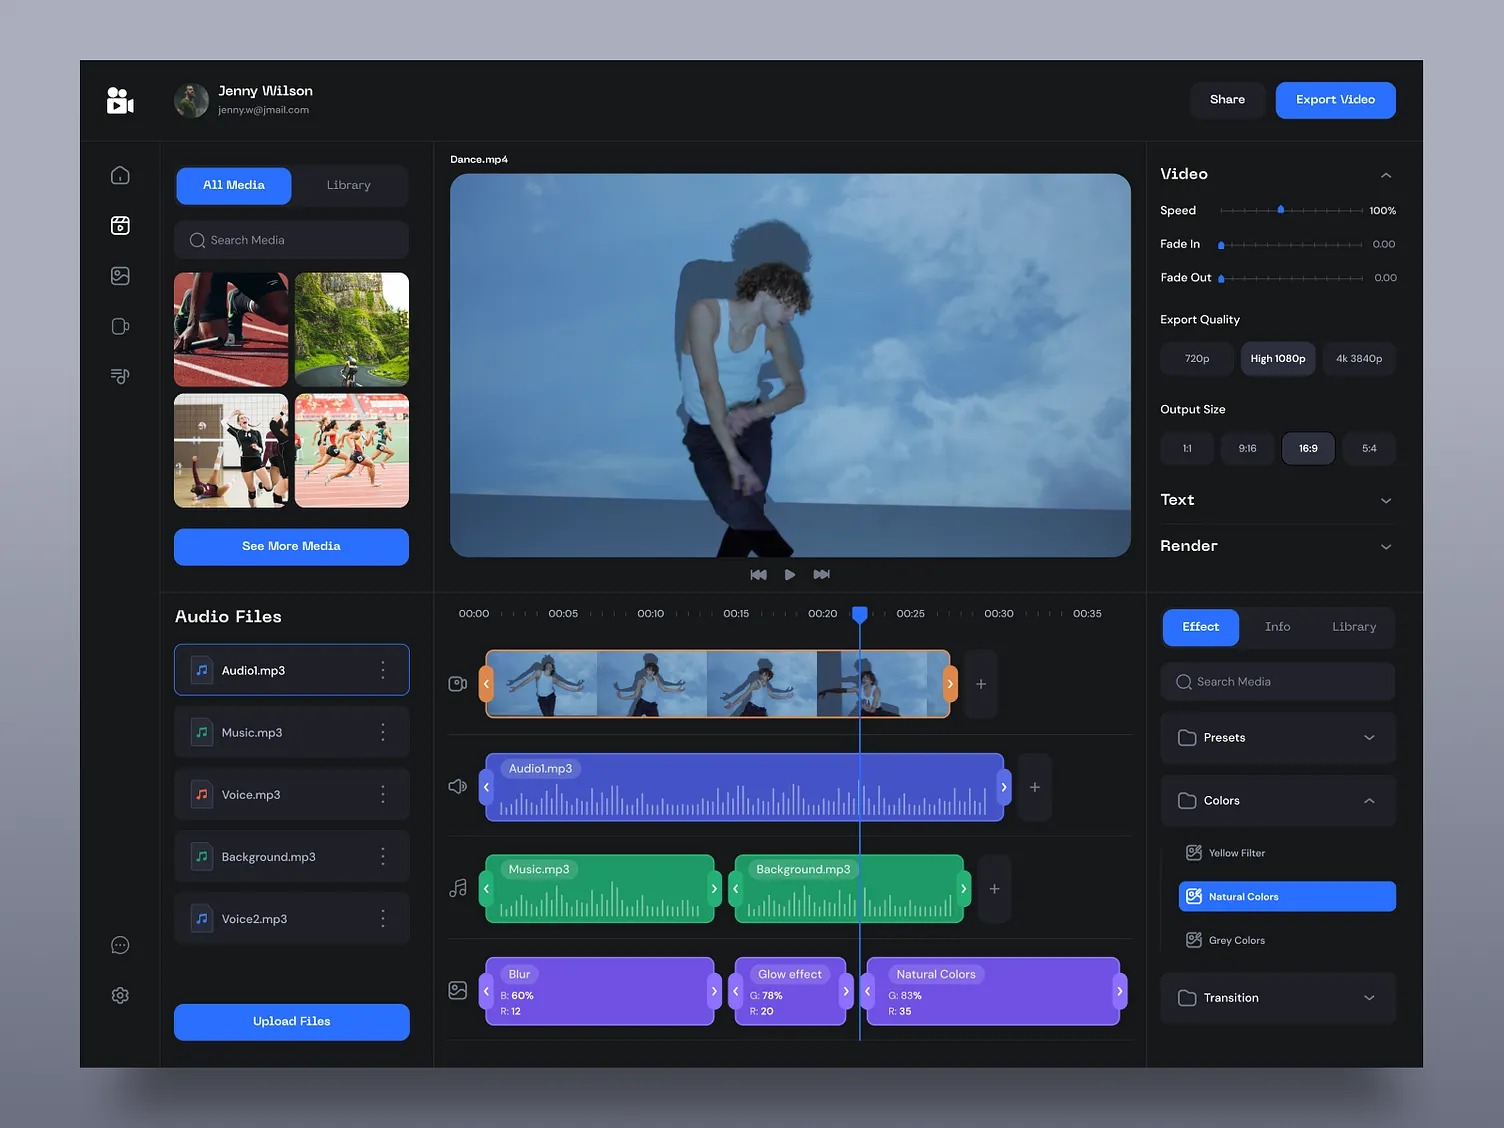 Jenny Wilson
jenny.w@jmail.com
Share
Export Video
All Media
Library
Search Media
See More Media
Dance.mp4
Video
Speed
100%
Fade In
0.00
Fade Out
0.00
Export Quality
720p
High 1080p
4k 3840p
Output Size
1:1
9:16
16:9
5:4
Text
Render
Audio Files
Audio1.mp3
Music.mp3
Voice.mp3
Background.mp3
Voice2.mp3
Upload Files
00:00
00:05
00:10
00:15
00:20
00:25
00:30
00:35
Audio1.mp3
Music.mp3
Background.mp3
Blur
B: 60%
R: 12
Glow effect
G: 78%
R: 20
Natural Colors
G: 83%
R: 35
Effect
Info
Library
Search Media
Presets
Colors
Yellow Filter
Natural Colors
Grey Colors
Transition